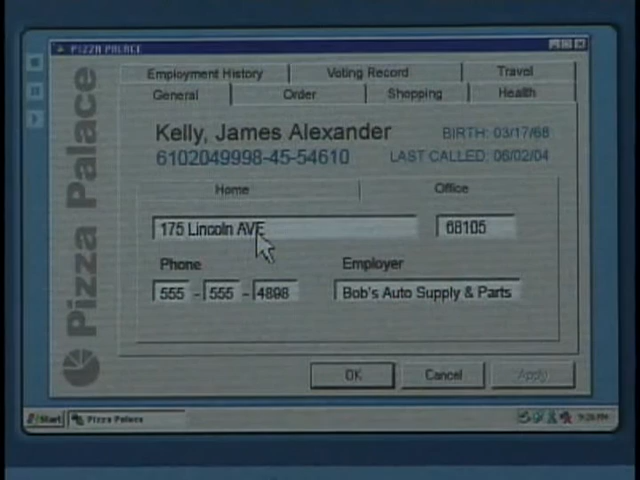 PIZZA PALACE
Employment History Voting Record Travel
General Order Shopping Health
Pizza Palace
Kelly, James Alexander BIRTH: 03/17/68
6102049998-45-54610 LAST CALLED: 06/02/04
Home Office
175 Lincoln AVE 68105
Phone Employer
555 - 555 - 4898 Bob's Auto Supply & Parts
OK Cancel Apply
Start Pizza Palace